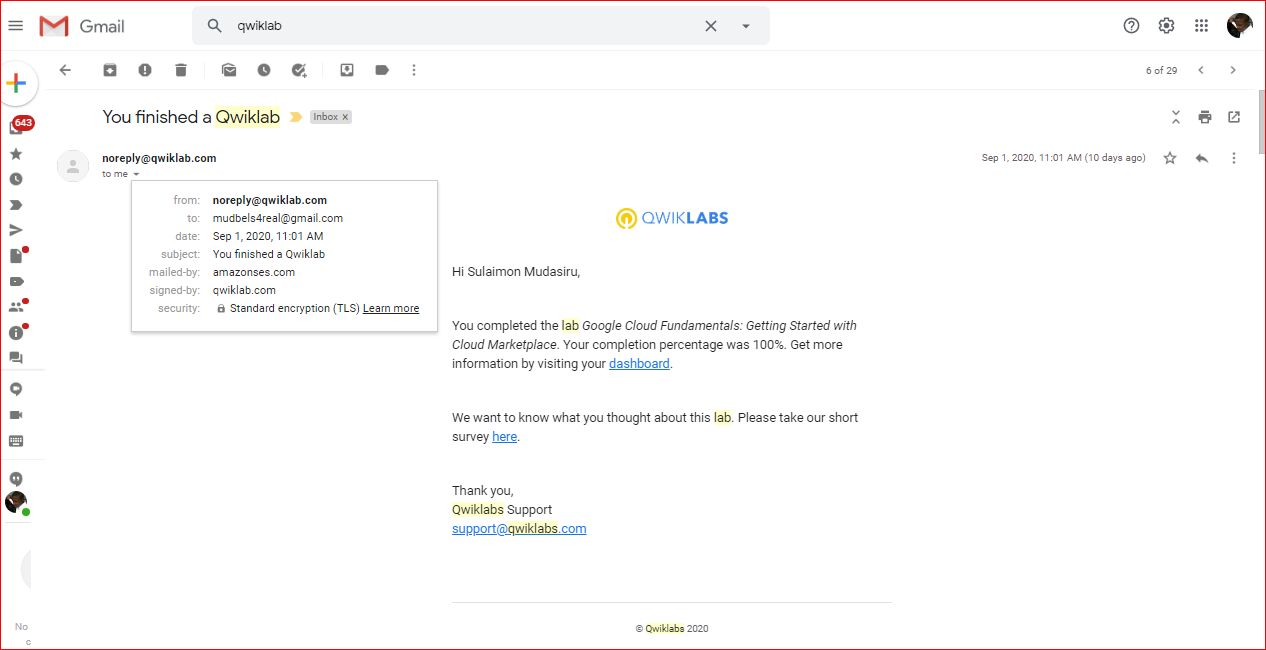 Gmail
qwiklab
6 of 29
643
You finished a Qwiklab
Inbox x
noreply@qwiklab.com
Sep 1, 2020, 11:01 AM (10 days ago)
to me
from: noreply@qwiklab.com
to: mudbels4real@gmail.com
date: Sep 1, 2020, 11:01 AM
subject: You finished a Qwiklab
mailed-by: amazonses.com
signed-by: qwiklab.com
security: Standard encryption (TLS) Learn more
QWIKLABS
Hi Sulaimon Mudasiru,
You completed the lab Google Cloud Fundamentals: Getting Started with
Cloud Marketplace. Your completion percentage was 100%. Get more
information by visiting your dashboard.
We want to know what you thought about this lab. Please take our short
survey here.
Thank you,
Qwiklabs Support
support@qwiklabs.com
© Qwiklabs 2020
No
c